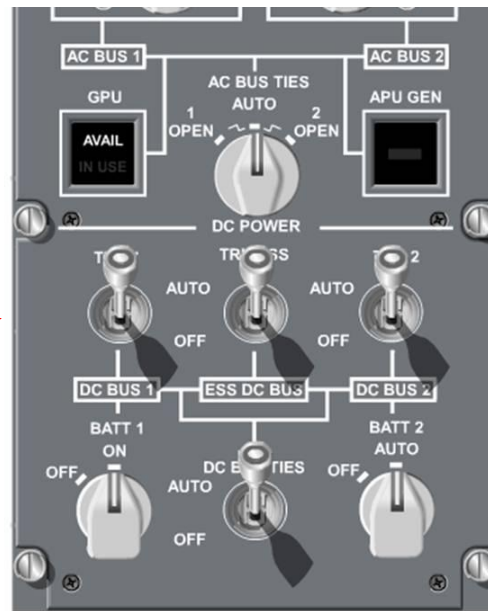 AC BUS 1
AC BUS 2
AC BUS TIES
GPU
AUTO
APU GEN
1
2
OPEN
OPEN
AVAIL
IN USE
DC POWER
AUTO
AUTO
OFF
OFF
DC BUS 1
ESS DC BUS
DC BUS 2
BATT 1
BATT 2
ON
AUTO
OFF
OFF
AUTO
TIES
OFF